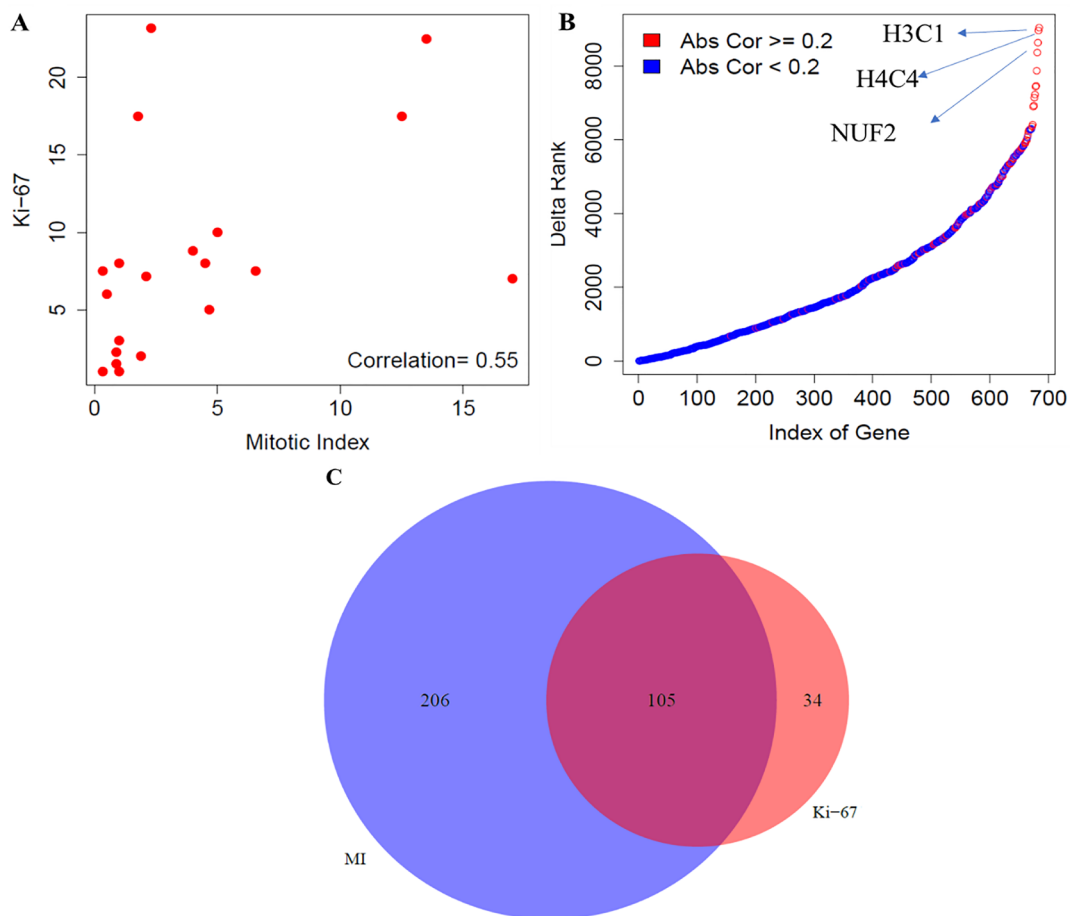 A
Ki−67
5
10
15
20
0
5
10
15
Mitotic Index
Correlation= 0.55
B
Abs Cor >= 0.2
Abs Cor < 0.2
H3C1
H4C4
NUF2
Delta Rank
0
2000
4000
6000
8000
0
100
200
300
400
500
600
700
Index of Gene
C
206
105
34
Ki−67
MI